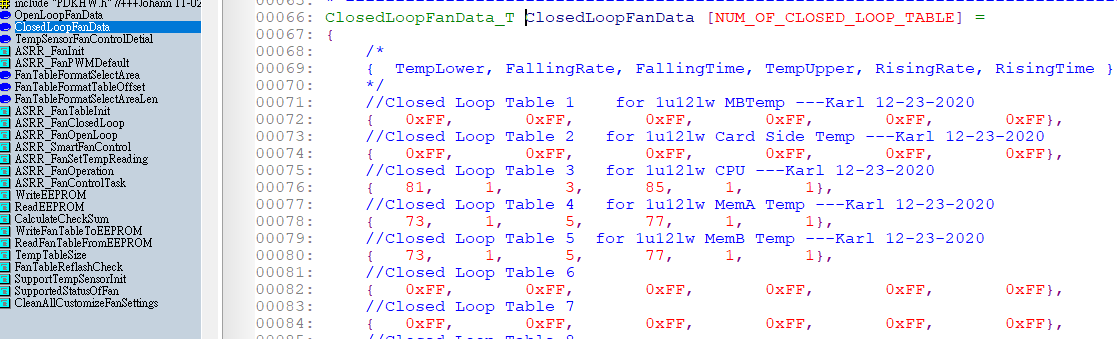 include "PDKHW.h" //+++Johann 11-02
OpenLoopFanData
ClosedLoopFanData
TempSensorFanControlDetial
ASRR_FanInit
ASRR_FanPWMDefault
FanTableFormatSelectArea
FanTableFormatTableOffset
FanTableFormatSelectAreaLen
ASRR_FanTableInit
ASRR_FanClosedLoop
ASRR_FanOpenLoop
ASRR_SmartFanControl
ASRR_FanSetTempReading
ASRR_FanOperation
ASRR_FanControlTask
WriteEEPROM
ReadEEPROM
CalculateCheckSum
WriteFanTableToEEPROM
ReadFanTableFromEEPROM
TempTableSize
FanTableReflashCheck
SupportTempSensorInit
SupportedStatusOfFan
CleanAllCustomizeFanSettings
00066: ClosedLoopFanData_T ClosedLoopFanData [NUM_OF_CLOSED_LOOP_TABLE] =
00067: {
00068: /*
00069: { TempLower, FallingRate, FallingTime, TempUpper, RisingRate, RisingTime }
00070: */
00071: //Closed Loop Table 1 for 1u12lw MBTemp ---Karl 12-23-2020
00072: { 0xFF, 0xFF, 0xFF, 0xFF, 0xFF, 0xFF},
00073: //Closed Loop Table 2 for 1u12lw Card Side Temp ---Karl 12-23-2020
00074: { 0xFF, 0xFF, 0xFF, 0xFF, 0xFF, 0xFF},
00075: //Closed Loop Table 3 for 1u12lw CPU ---Karl 12-23-2020
00076: { 81, 1, 3, 85, 1, 1},
00077: //Closed Loop Table 4 for 1u12lw MemA Temp ---Karl 12-23-2020
00078: { 73, 1, 5, 77, 1, 1},
00079: //Closed Loop Table 5 for 1u12lw MemB Temp ---Karl 12-23-2020
00080: { 73, 1, 5, 77, 1, 1},
00081: //Closed Loop Table 6
00082: { 0xFF, 0xFF, 0xFF, 0xFF, 0xFF, 0xFF},
00083: //Closed Loop Table 7
00084: { 0xFF, 0xFF, 0xFF, 0xFF, 0xFF, 0xFF},